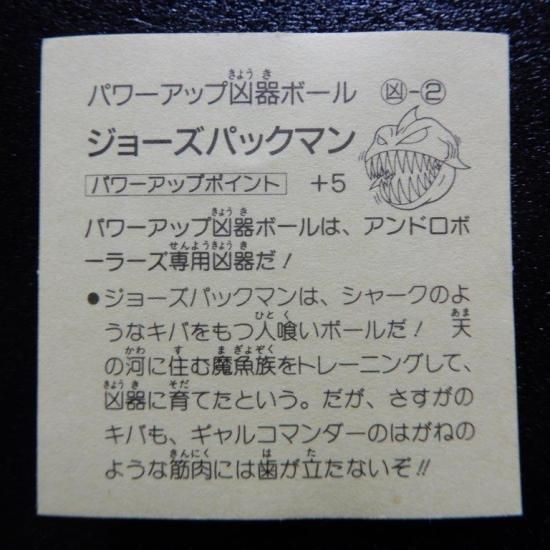 パワーアップ凶器ボール 凶-2
ジョーズパックマン
パワーアップポイント +5
パワーアップ凶器ボールは、アンドロボ
ーラーズ専用凶器だ!
●ジョーズパックマンは、シャークのよ
うなキバをもつ人喰いボールだ! 天
の河に住む魔魚族をトレーニングして、
凶器に育てたという。だが、さすがの
キバも、ギャルコマンダーのはがねの
ような筋肉には歯が立たないぞ!!